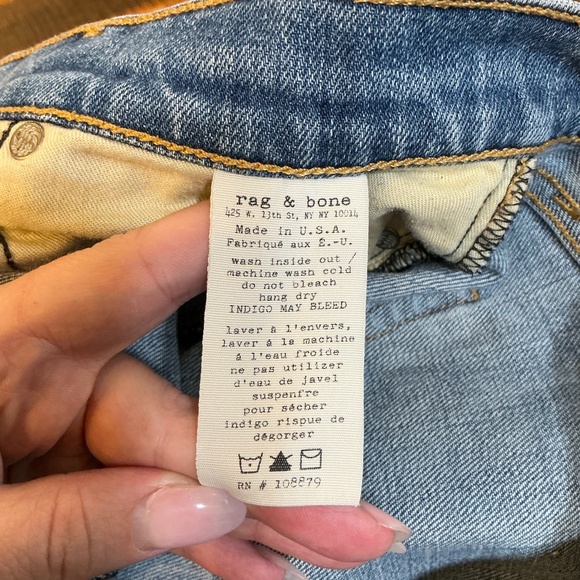 rag & bone
425 W. 13th St, NY NY 10014
Made in U.S.A.
Fabriqué aux É.-U.
wash inside out /
machine wash cold
do not bleach
hang dry
INDIGO MAY BLEED
laver à l'envers,
laver à la machine
à l'eau froide
ne pas utilizer
d'eau de javel
suspenfre
pour sécher
indigo rispue de
dégorger
RN # 108879